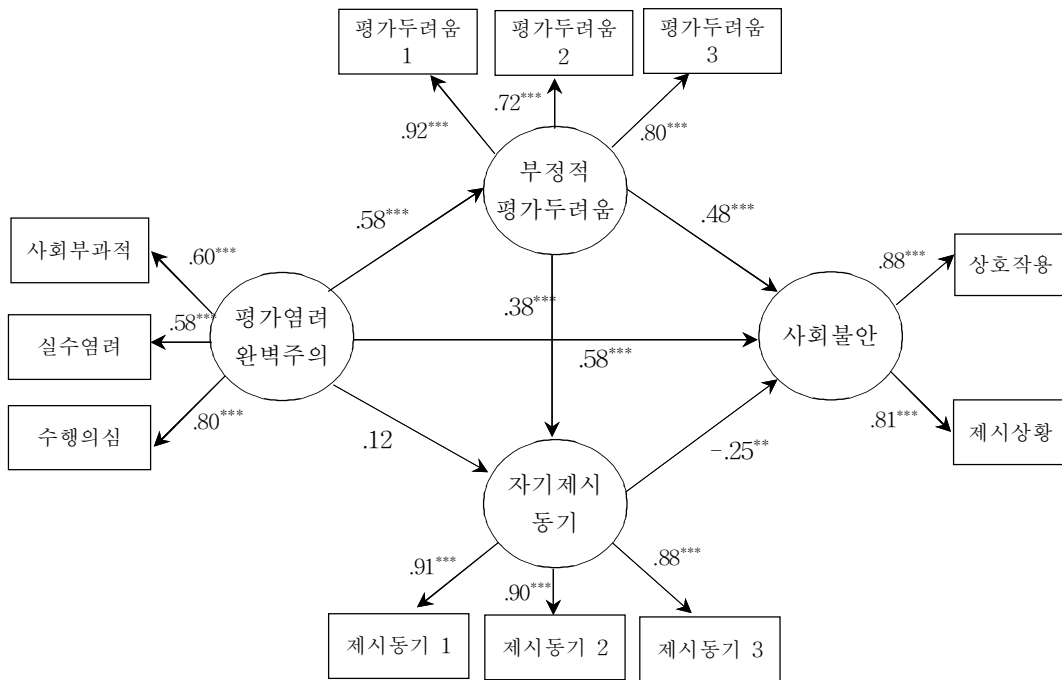 평가두려움
1
평가두려움
2
평가두려움
3
.92***
.72***
.80***
부정적
평가두려움
.58***
.48***
사회부과적
.60***
실수염려
.58***
수행의심
.80***
평가염려
완벽주의
.38***
.58***
사회불안
.88***
상호작용
.81***
제시상황
.12
-.25**
자기제시
동기
.91***
.90***
.88***
제시동기 1
제시동기 2
제시동기 3